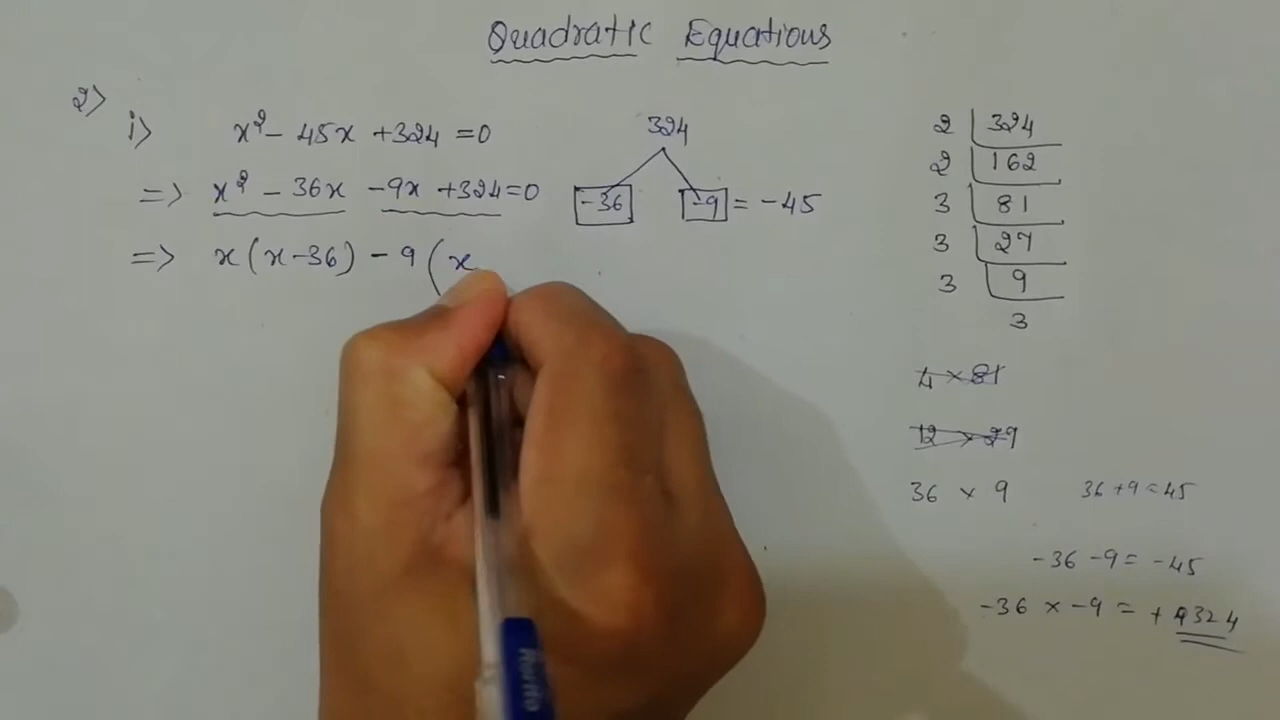 Quadratic Equations
2>
i> x² - 45x + 324 = 0
=> x² - 36x - 9x + 324 = 0
=> x(x-36) - 9(x
324
-36 -9 = -45
2 | 324
2 | 162
3 | 81
3 | 27
3 | 9
3
4 × 81
12 × 27
36 × 9 36+9=45
-36 -9 = -45
-36 × -9 = + 324